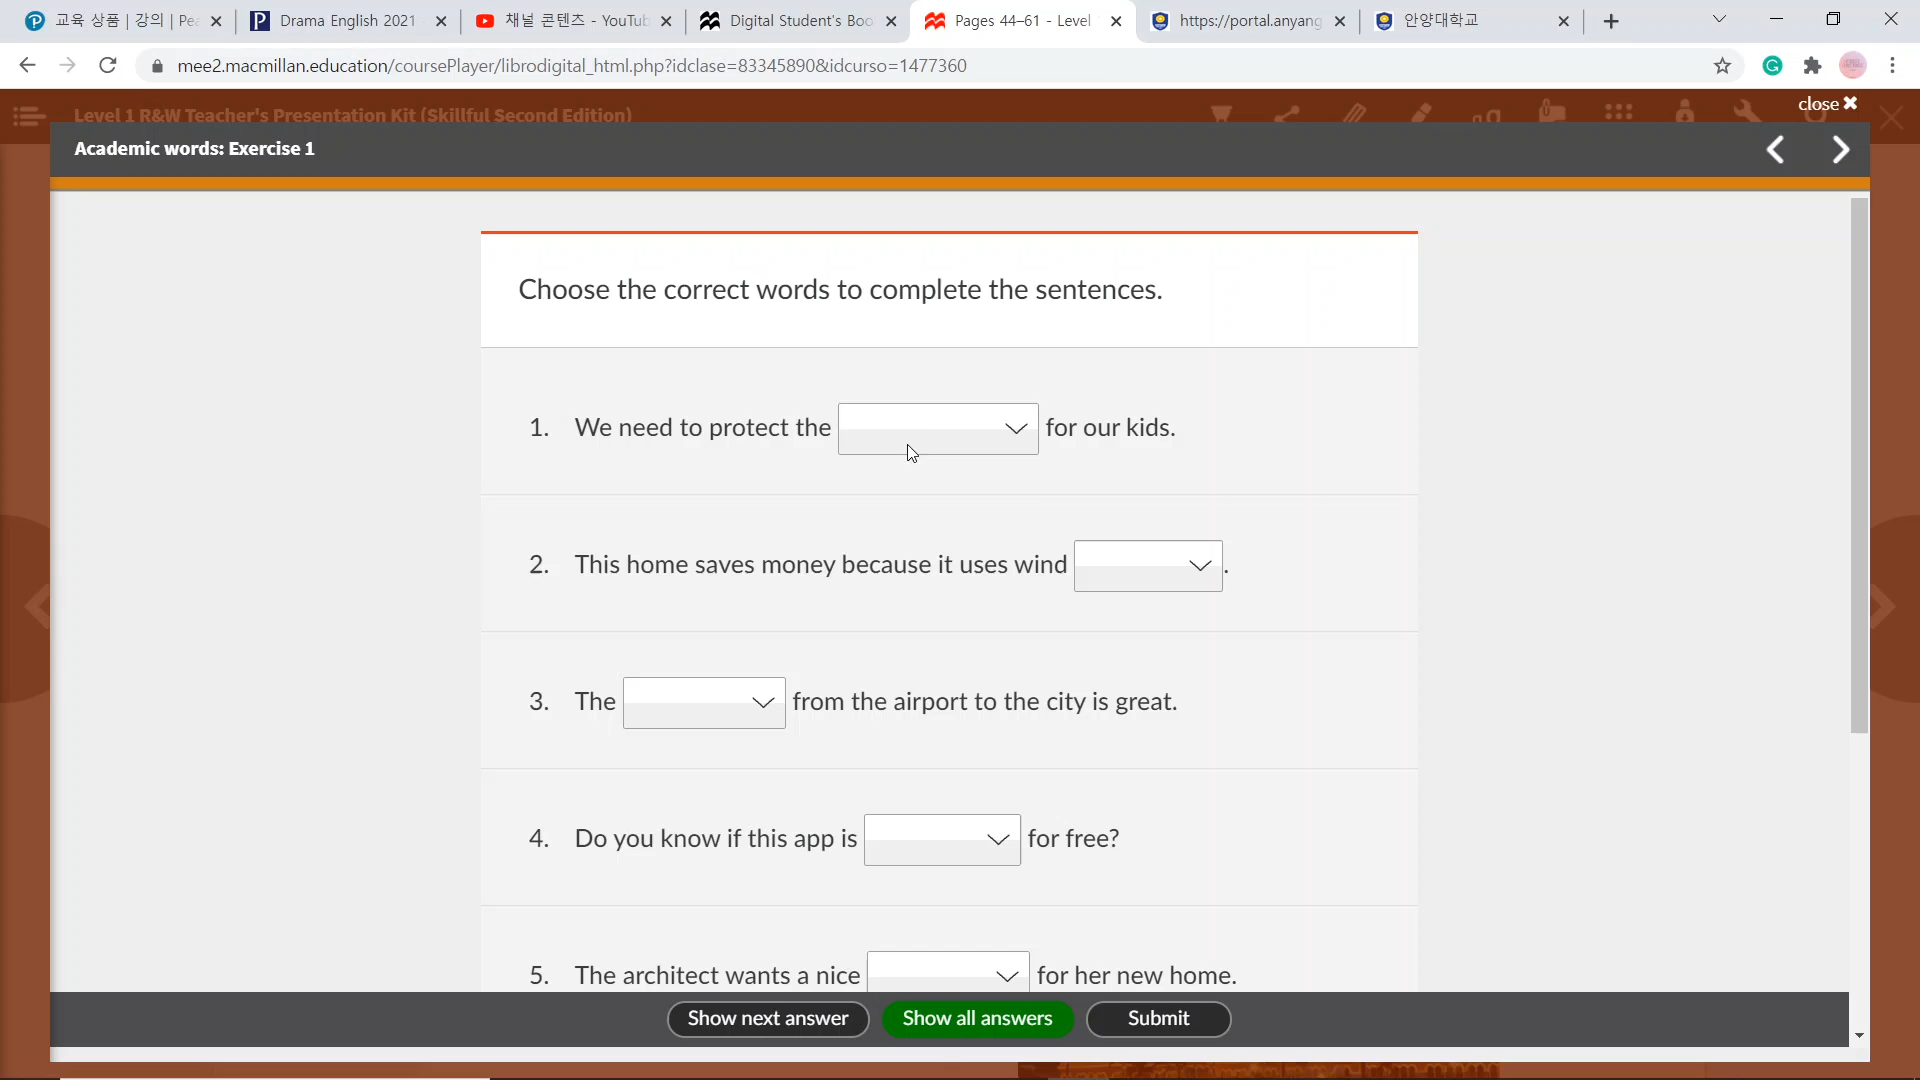 교육 상품 | 강의 | Pe
Drama English 2021
채널 콘텐츠 - YouTub
Digital Student's Boo
Pages 44–61 - Level
https://portal.anyang
안양대학교
mee2.macmillan.education/coursePlayer/librodigital_html.php?idclase=83345890&idcurso=1477360
Level 1 R&W Teacher's Presentation Kit (Skillful Second Edition)
close
Academic words: Exercise 1
Choose the correct words to complete the sentences.
1. We need to protect the for our kids.
2. This home saves money because it uses wind .
3. The from the airport to the city is great.
4. Do you know if this app is for free?
5. The architect wants a nice for her new home.
Show next answer Show all answers Submit